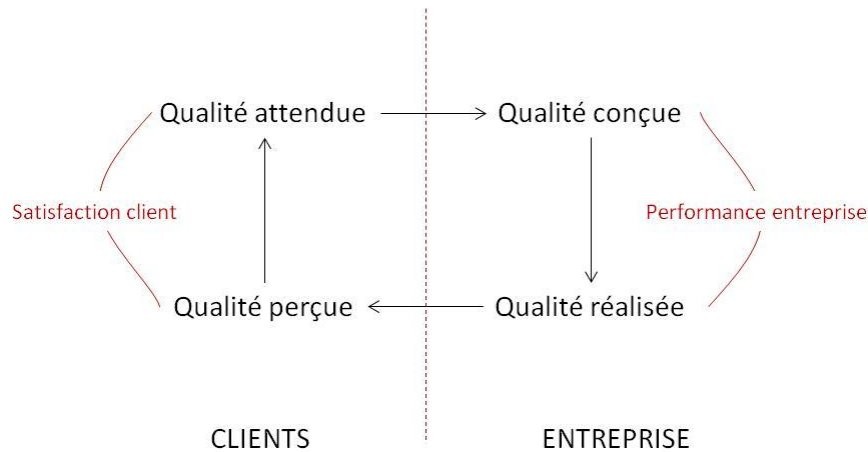 Qualité attendue
Qualité conçue
Satisfaction client
Performance entreprise
Qualité perçue
Qualité réalisée
CLIENTS
ENTREPRISE